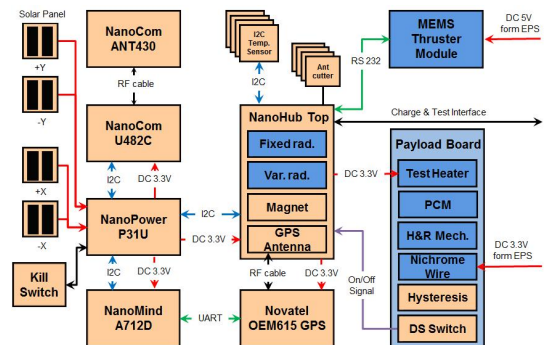 Solar Panel
+Y
-Y
+X
-X
Kill
Switch
NanoCom
ANT430
RF cable
NanoCom
U482C
I2C
DC 3.3V
NanoPower
P31U
I2C
DC 3.3V
I2C
DC 3.3V
NanoMind
A712D
UART
I2C
Temp.
Sensor
I2C
Ant
cutter
NanoHub Top
Fixed rad.
Var. rad.
Magnet
GPS
Antenna
RF cable
DC 3.3V
Novatel
OEM615 GPS
RS 232
MEMS
Thruster
Module
DC 5V
form EPS
Charge & Test Interface
DC 3.3V
On/Off
Signal
Payload Board
Test Heater
PCM
H&R Mech.
Nichrome
Wire
Hysteresis
DS Switch
DC 3.3V
form EPS